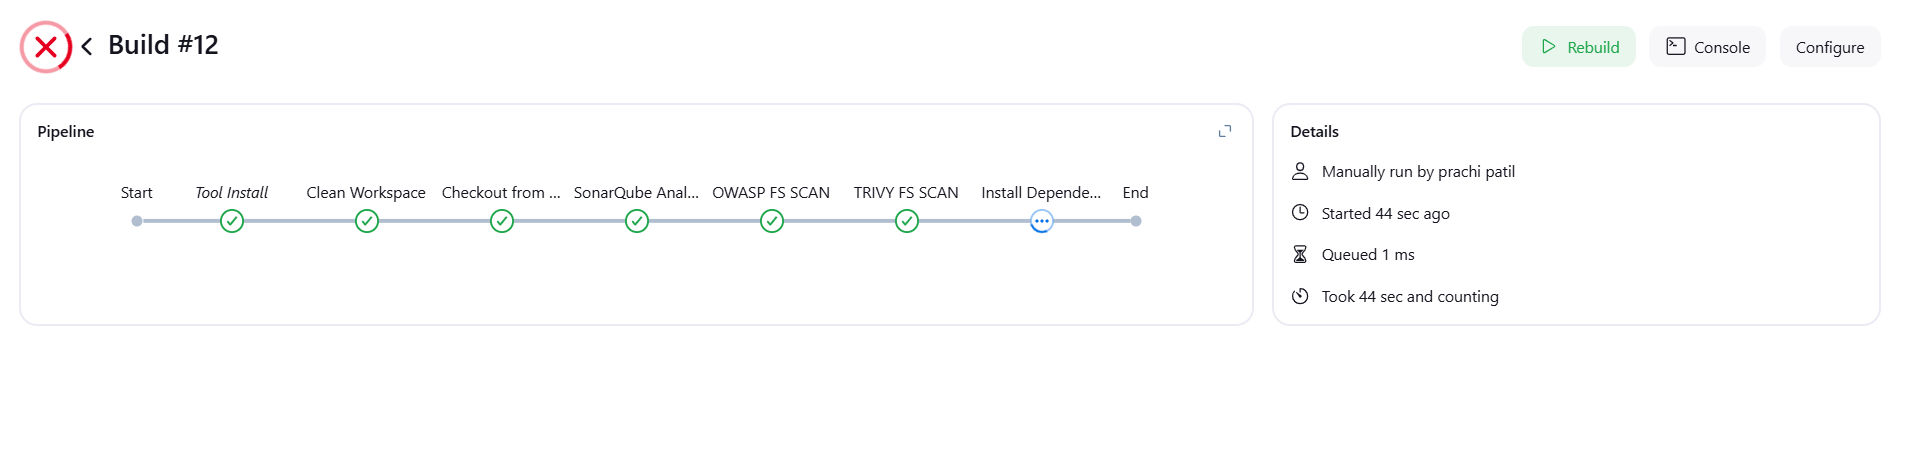 Build #12
Rebuild
Console
Configure
Pipeline
Start
Tool Install
Clean Workspace
Checkout from ...
SonarQube Anal...
OWASP FS SCAN
TRIVY FS SCAN
Install Depende...
End
Details
Manually run by prachi patil
Started 44 sec ago
Queued 1 ms
Took 44 sec and counting